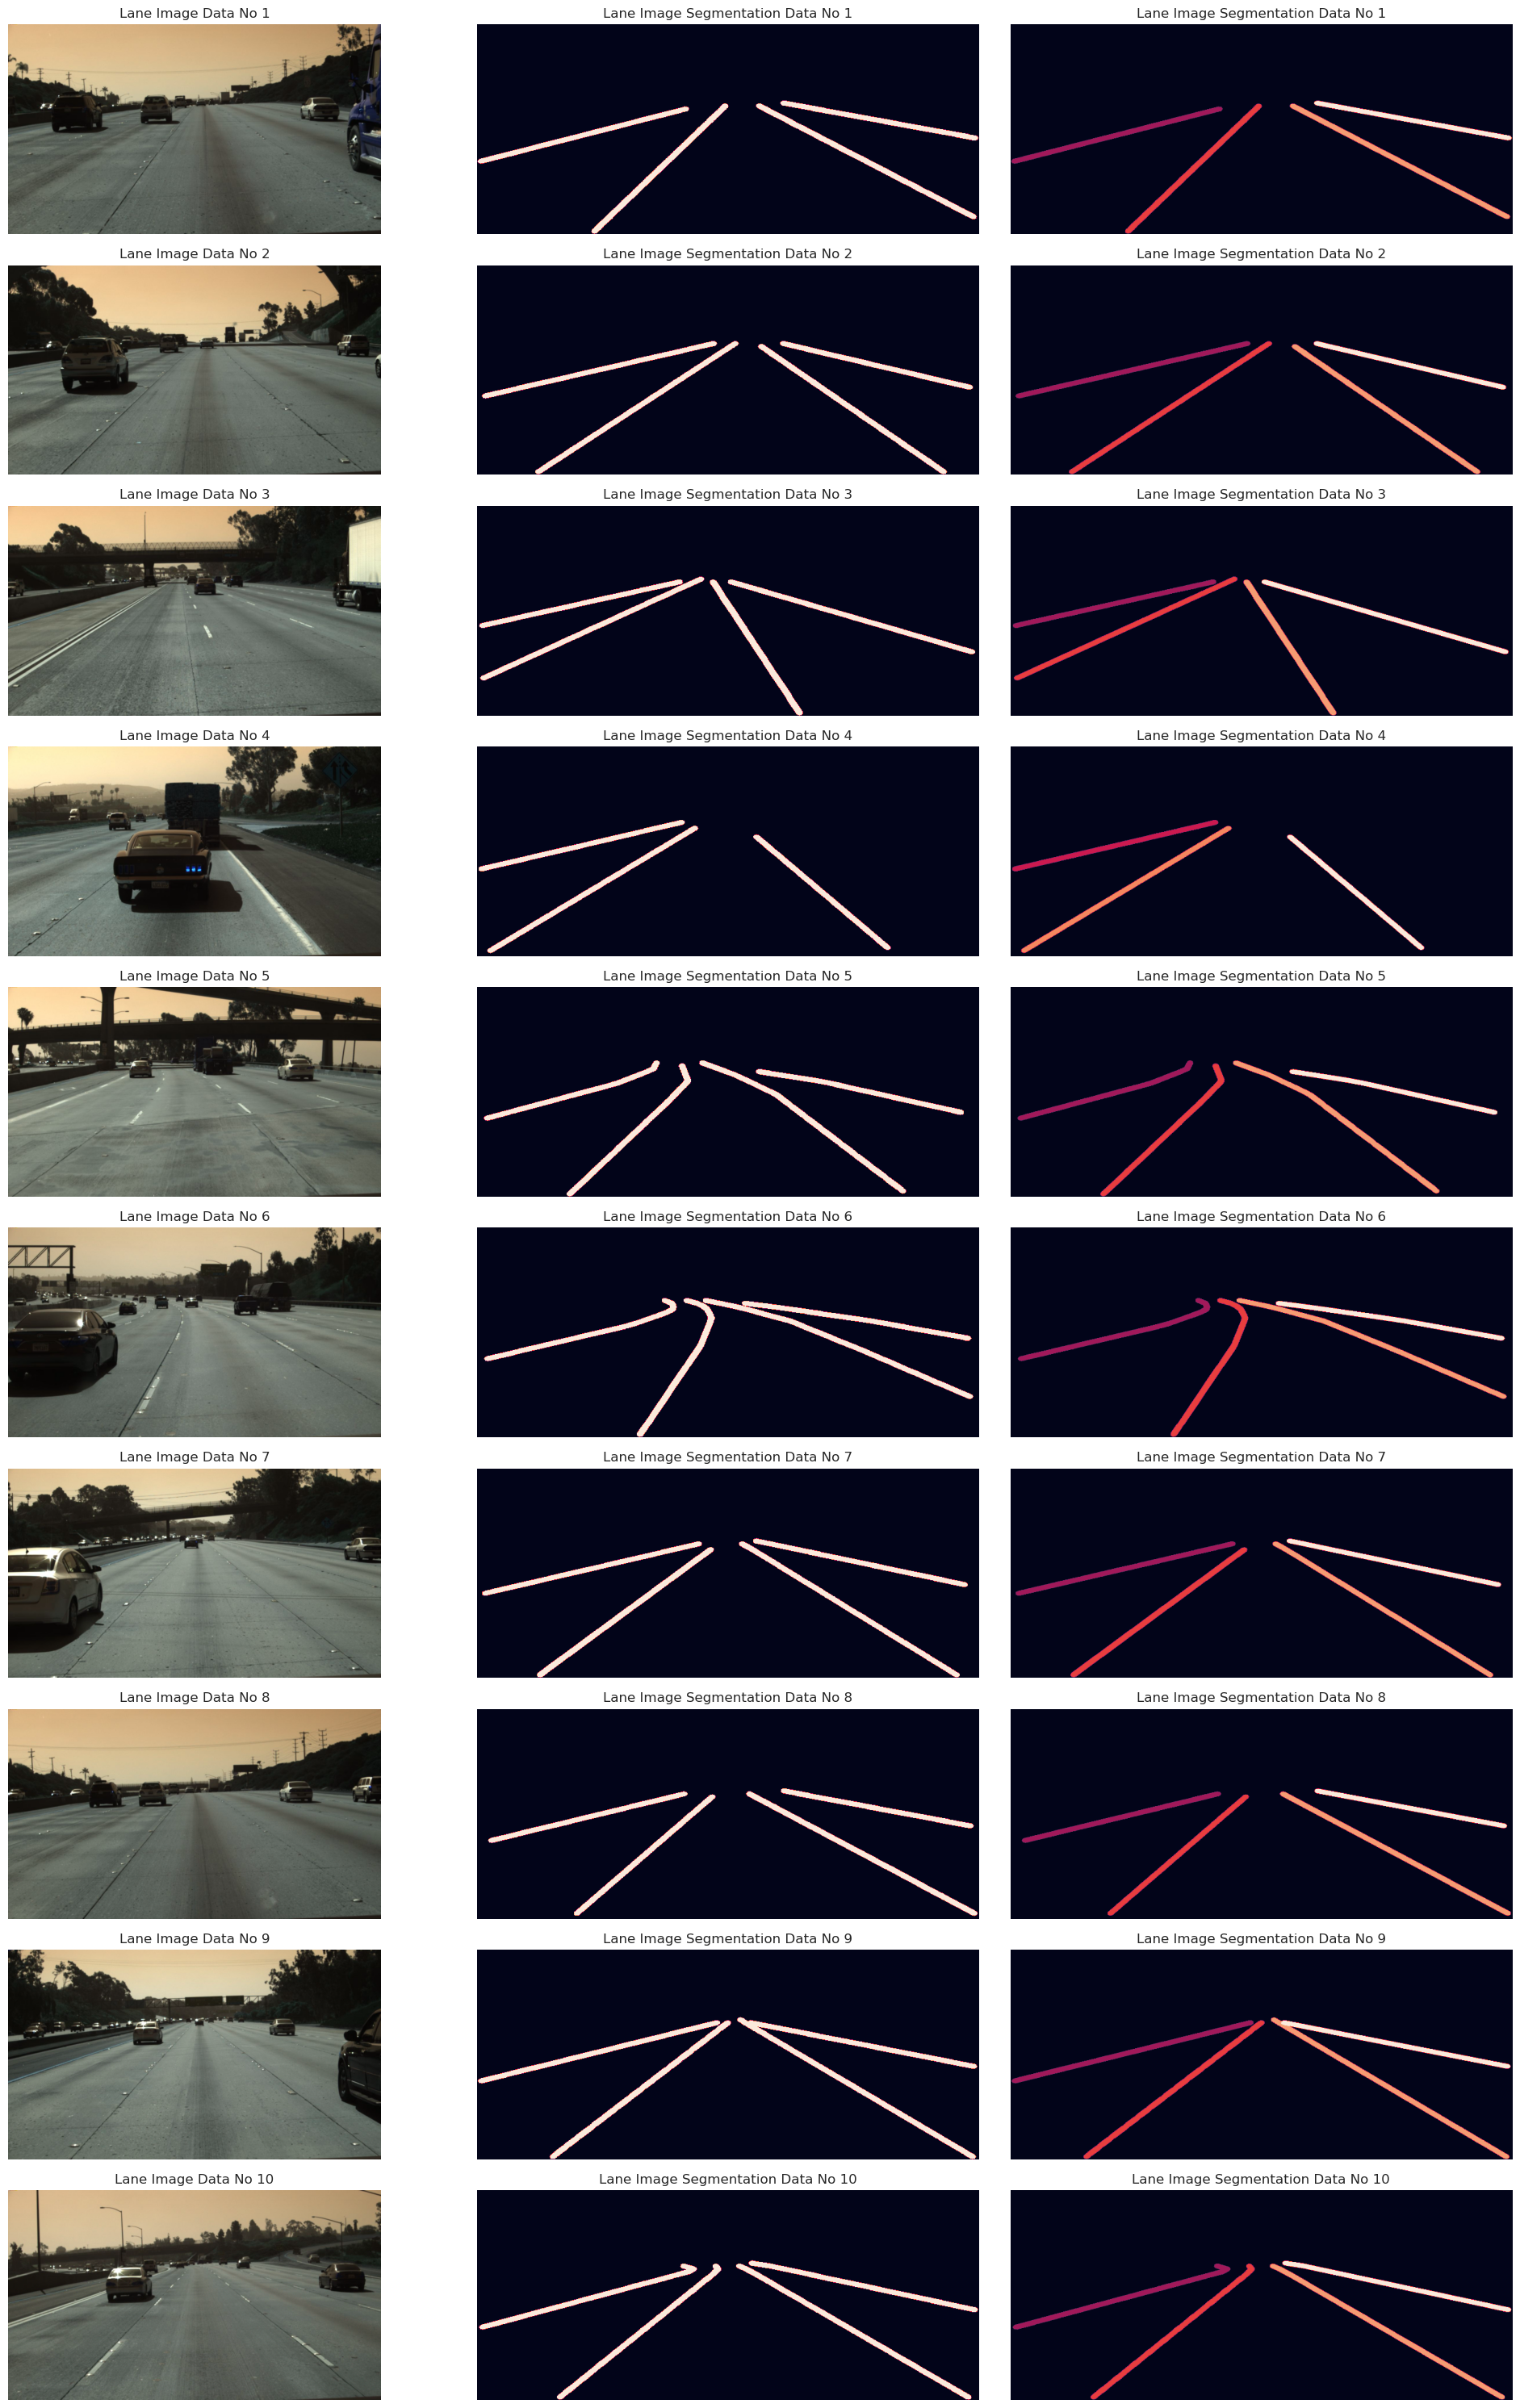 Lane Image Data No 1
Lane Image Segmentation Data No 1
Lane Image Segmentation Data No 1
Lane Image Data No 2
Lane Image Segmentation Data No 2
Lane Image Segmentation Data No 2
Lane Image Data No 3
Lane Image Segmentation Data No 3
Lane Image Segmentation Data No 3
Lane Image Data No 4
Lane Image Segmentation Data No 4
Lane Image Segmentation Data No 4
Lane Image Data No 5
Lane Image Segmentation Data No 5
Lane Image Segmentation Data No 5
Lane Image Data No 6
Lane Image Segmentation Data No 6
Lane Image Segmentation Data No 6
Lane Image Data No 7
Lane Image Segmentation Data No 7
Lane Image Segmentation Data No 7
Lane Image Data No 8
Lane Image Segmentation Data No 8
Lane Image Segmentation Data No 8
Lane Image Data No 9
Lane Image Segmentation Data No 9
Lane Image Segmentation Data No 9
Lane Image Data No 10
Lane Image Segmentation Data No 10
Lane Image Segmentation Data No 10